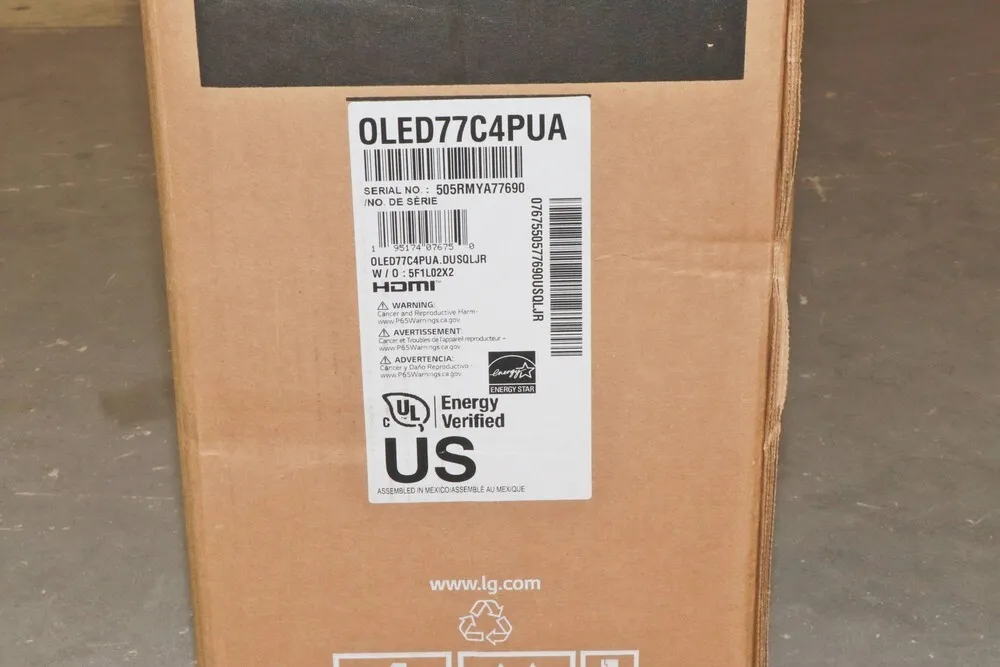 OLED77C4PUA
SERIAL NO. : 505RMYA77690
/NO. DE SÉRIE
1 95174 07675 0
OLED77C4PUA.DUSQLJR
W / O : 5F1L02X2
HDMI™
0767550577690USQLJR
WARNING:
Cancer and Reproductive Harm-
www.P65Warnings.ca.gov
AVERTISSEMENT:
Cancer et Troubles de l'appareil reproducteur –
www.P65Warnings.ca.gov
ADVERTENCIA:
Cáncer y Daño Reproductivo -
www.P65Warnings.ca.gov
energy
ENERGY STAR
C UL
Energy
Verified
US
ASSEMBLED IN MEXICO/ASSEMBLÉ AU MEXIQUE
www.lg.com